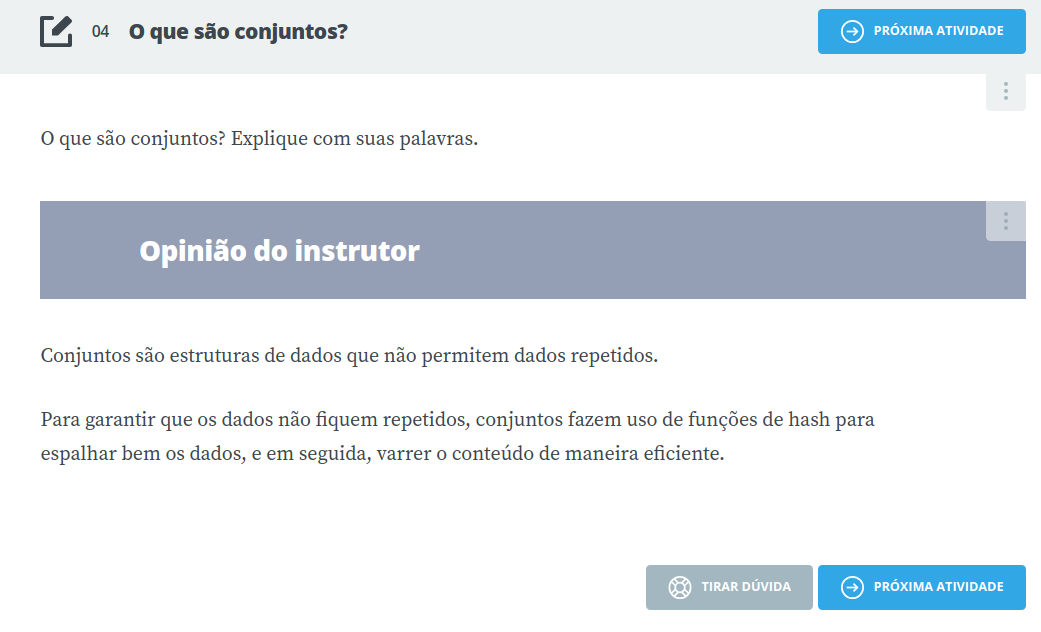 04 O que são conjuntos?
PRÓXIMA ATIVIDADE
O que são conjuntos? Explique com suas palavras.
Opinião do instrutor
Conjuntos são estruturas de dados que não permitem dados repetidos.
Para garantir que os dados não fiquem repetidos, conjuntos fazem uso de funções de hash para
espalhar bem os dados, e em seguida, varrer o conteúdo de maneira eficiente.
TIRAR DÚVIDA
PRÓXIMA ATIVIDADE